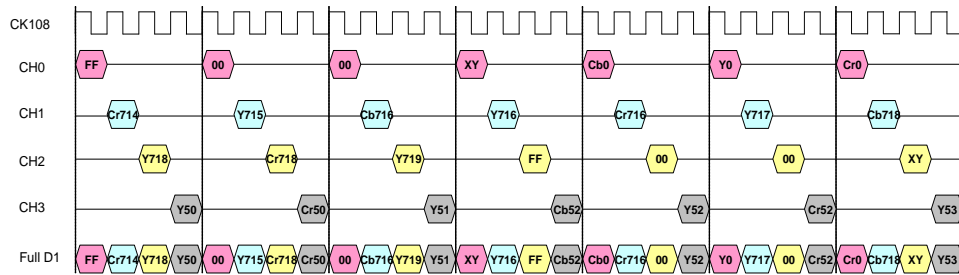 CK108
CH0 FF 00 00 XY Cb0 Y0 Cr0
CH1 Cr714 Y715 Cb716 Y716 Cr716 Y717 Cb718
CH2 Y718 Cr718 Y719 FF 00 00 XY
CH3 Y50 Cr50 Y51 Cb52 Y52 Cr52 Y53
Full D1 FF Cr714 Y718 Y50 00 Y715 Cr718 Cr50 00 Cb716 Y719 Y51 XY Y716 FF Cb52 Cb0 Cr716 00 Y52 Y0 Y717 00 Cr52 Cr0 Cb718 XY Y53